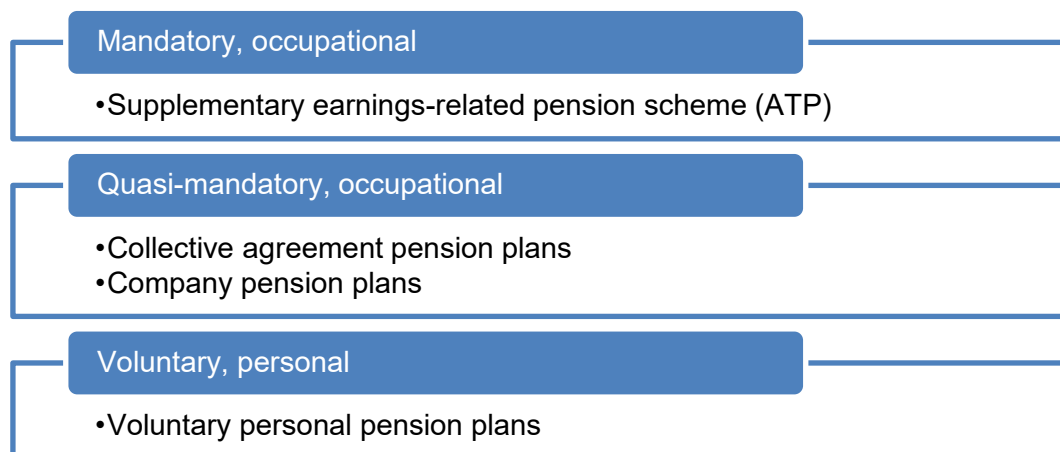 Mandatory, occupational
•Supplementary earnings-related pension scheme (ATP)
Quasi-mandatory, occupational
•Collective agreement pension plans
•Company pension plans
Voluntary, personal
•Voluntary personal pension plans